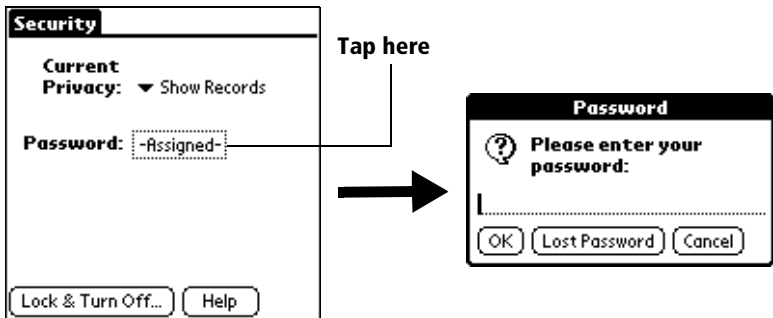 Security
Current
Privacy: Show Records
Password: -Assigned-
Lock & Turn Off... Help
Tap here
Password
Please enter your
password:
OK Lost Password Cancel